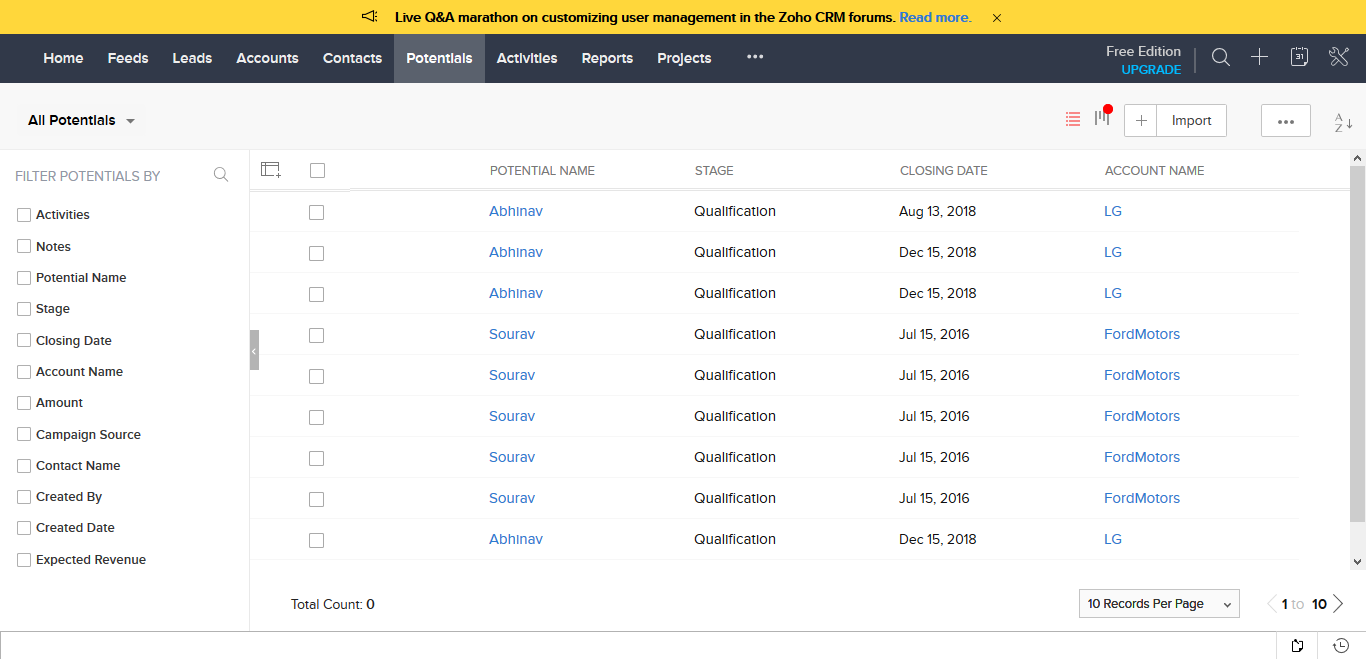 Live Q&A marathon on customizing user management in the Zoho CRM forums. Read more.
Home Feeds Leads Accounts Contacts Potentials Activities Reports Projects
Free Edition
UPGRADE
31
All Potentials
Import
A
Z
FILTER POTENTIALS BY
Activities
Notes
Potential Name
Stage
Closing Date
Account Name
Amount
Campaign Source
Contact Name
Created By
Created Date
Expected Revenue
POTENTIAL NAME STAGE CLOSING DATE ACCOUNT NAME
Abhinav Qualification Aug 13, 2018 LG
Abhinav Qualification Dec 15, 2018 LG
Abhinav Qualification Dec 15, 2018 LG
Sourav Qualification Jul 15, 2016 FordMotors
Sourav Qualification Jul 15, 2016 FordMotors
Sourav Qualification Jul 15, 2016 FordMotors
Sourav Qualification Jul 15, 2016 FordMotors
Sourav Qualification Jul 15, 2016 FordMotors
Abhinav Qualification Dec 15, 2018 LG
Total Count: 0
10 Records Per Page
1 to 10